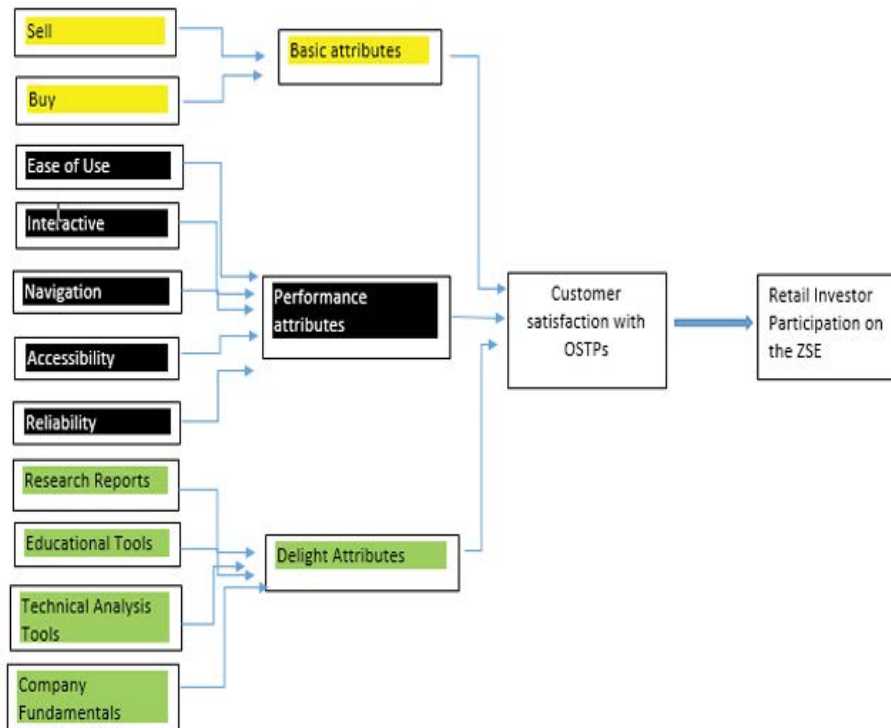 Sell
Buy
Ease of Use
Interactive
Navigation
Accessibility
Reliability
Research Reports
Educational Tools
Technical Analysis
Tools
Company
Fundamentals
Basic attributes
Performance
attributes
Delight Attributes
Customer
satisfaction with
OSTPs
Retail Investor
Participation on
the ZSE